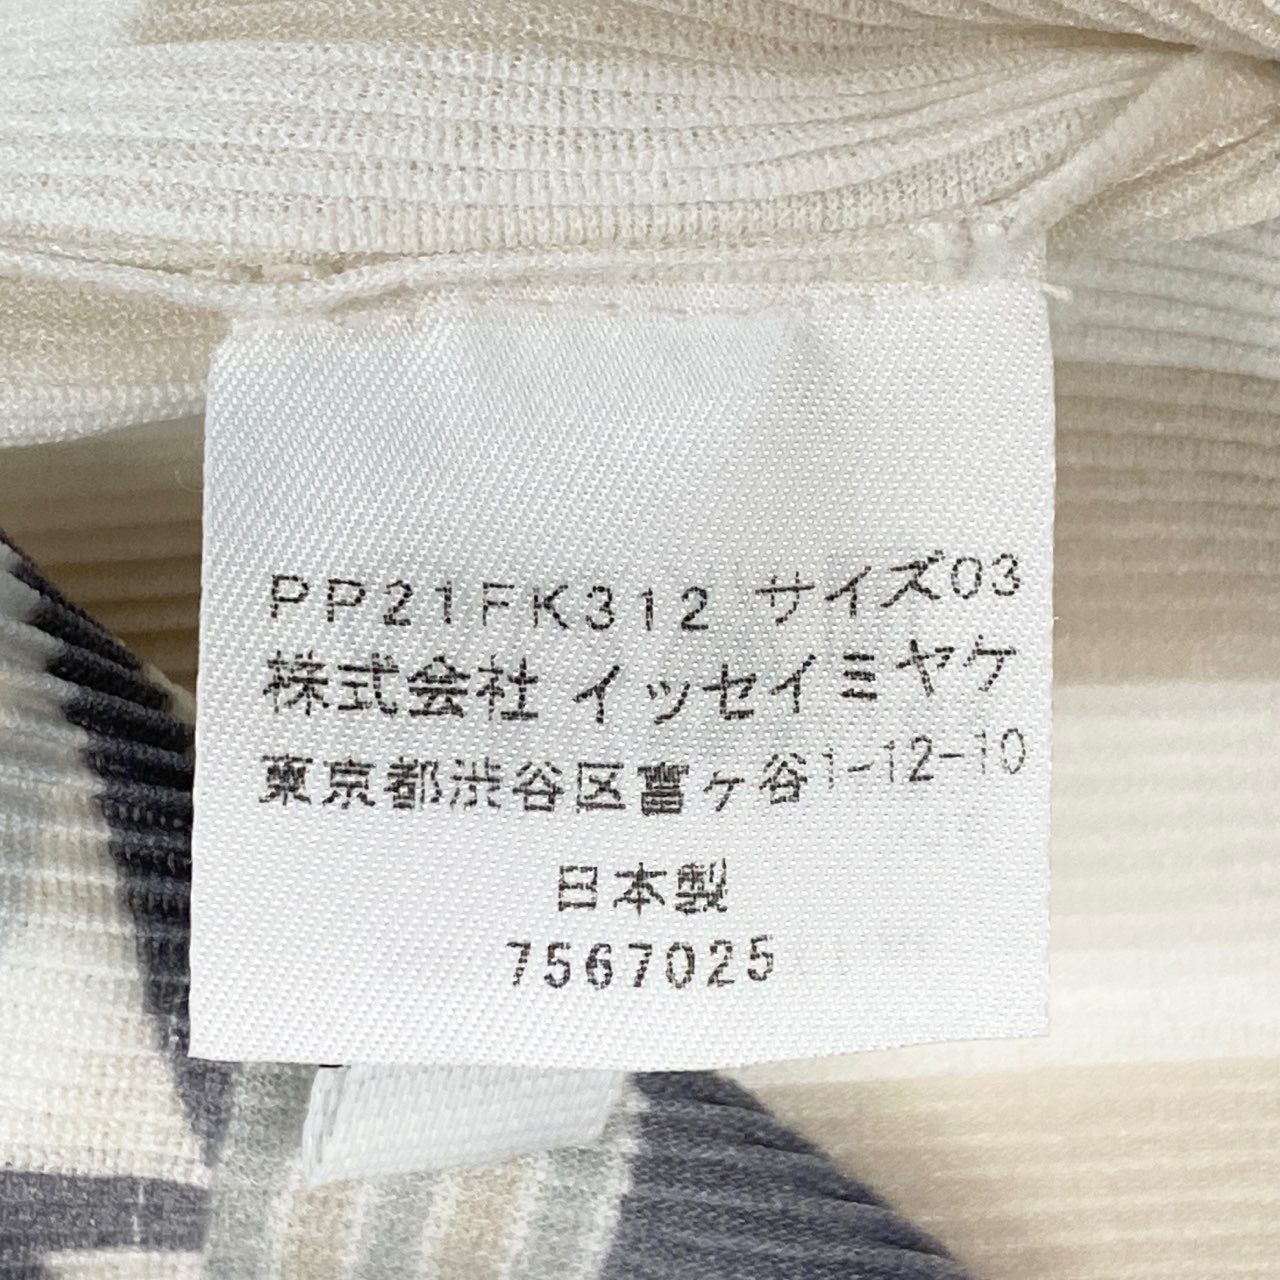 PP21FK312 サイズ03
株式会社 イッセイミヤケ
東京都渋谷区富ヶ谷1-12-10
日本製
7567025